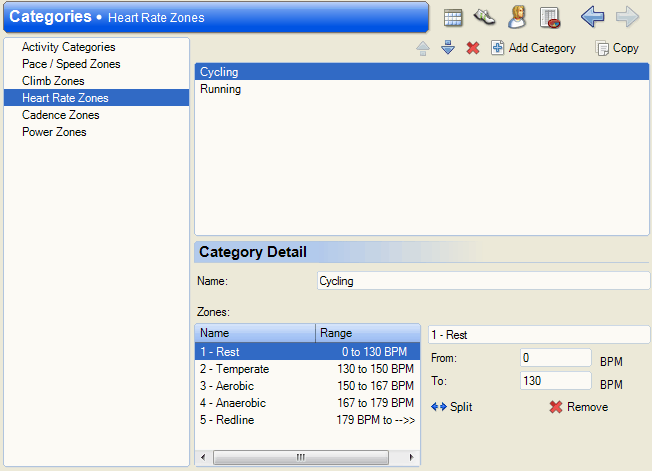 Categories • Heart Rate Zones
Activity Categories
Pace / Speed Zones
Climb Zones
Heart Rate Zones
Cadence Zones
Power Zones
Add Category Copy
Cycling
Running
Category Detail
Name: Cycling
Zones:
Name Range
1 - Rest 0 to 130 BPM
2 - Temperate 130 to 150 BPM
3 - Aerobic 150 to 167 BPM
4 - Anaerobic 167 to 179 BPM
5 - Redline 179 BPM to -->>
1 - Rest
From: 0 BPM
To: 130 BPM
Split Remove